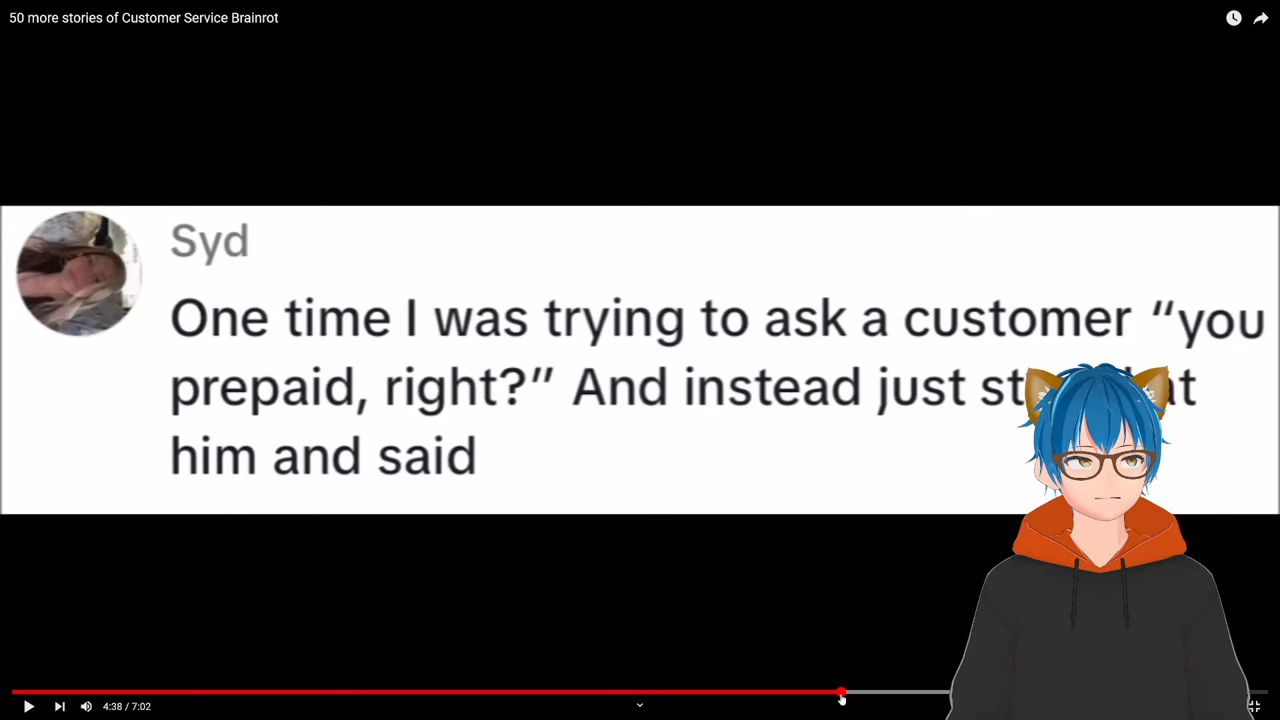 50 more stories of Customer Service Brainrot
Syd
One time I was trying to ask a customer “you
prepaid, right?” And instead just
him and said
4:38 / 7:02